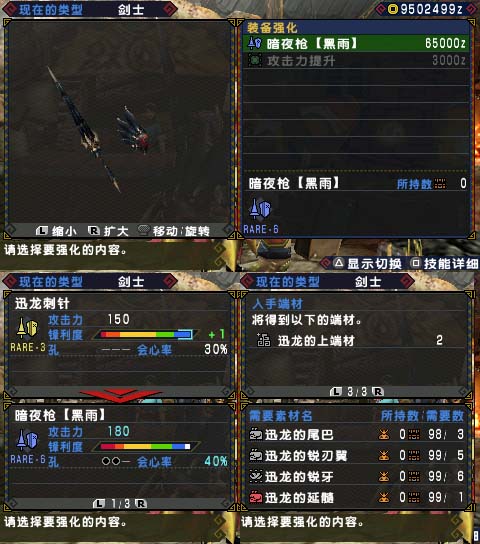 现在的类型 剑士
缩小 扩大 移动/旋转
请选择要强化的内容。
9502499z
装备强化
暗夜枪【黑雨】 65000z
攻击力提升 3000z
暗夜枪【黑雨】 所持数 0
RARE-6
显示切换 技能详细
现在的类型 剑士
迅龙刺针
RARE-3
攻击力 150
锋利度 +1
孔 --- 会心率 30%
暗夜枪【黑雨】
RARE-6
攻击力 180
锋利度
孔 ○○- 会心率 40%
L 1/3 R
请选择要强化的内容。
现在的类型 剑士
入手端材
将得到以下的端材。
迅龙的上端材 2
L 3/3 R
需要素材名 所持数/需要数
迅龙的尾巴 0 98/ 3
迅龙的锐刃翼 0 99/ 5
迅龙的锐牙 0 99/ 6
迅龙的延髓 0 99/ 1
请选择要强化的内容。